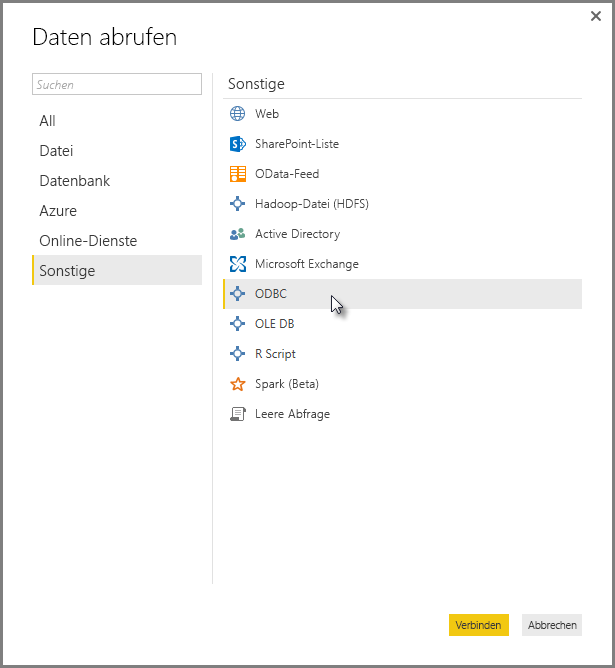 Daten abrufen
Suchen
All
Datei
Datenbank
Azure
Online-Dienste
Sonstige
Sonstige
Web
SharePoint-Liste
OData-Feed
Hadoop-Datei (HDFS)
Active Directory
Microsoft Exchange
ODBC
OLE DB
R Script
Spark (Beta)
Leere Abfrage
Verbinden
Abbrechen